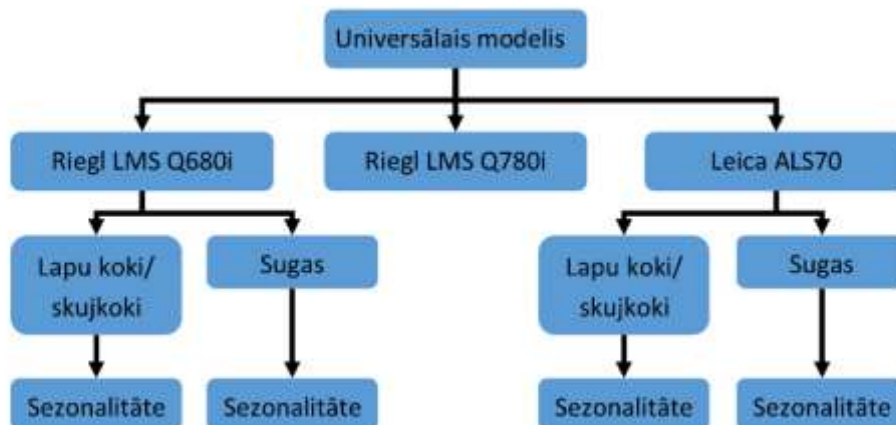 Universālais modelis
Riegl LMS Q680i
Riegl LMS Q780i
Leica ALS70
Lapu koki/
skujkoki
Sugas
Lapu koki/
skujkoki
Sugas
Sezonalitāte
Sezonalitāte
Sezonalitāte
Sezonalitāte